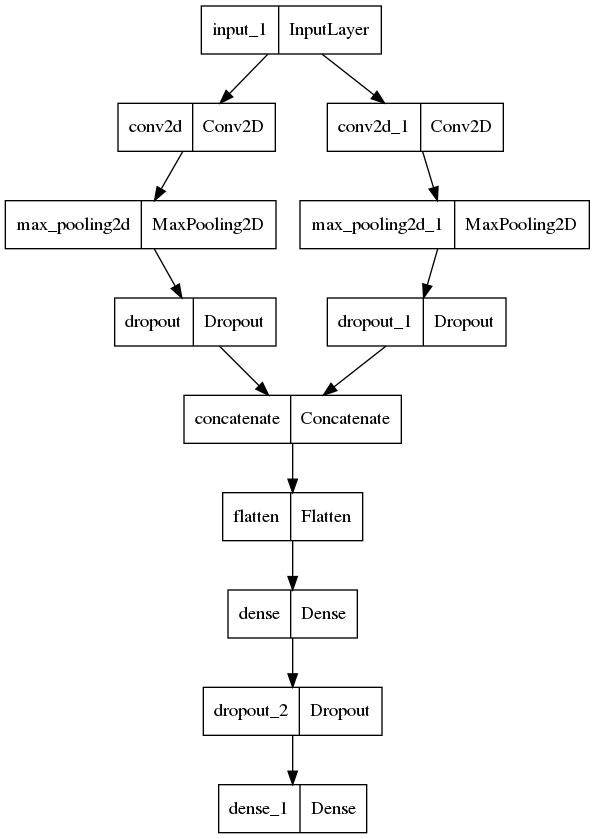 input_1 InputLayer
conv2d Conv2D conv2d_1 Conv2D
max_pooling2d MaxPooling2D max_pooling2d_1 MaxPooling2D
dropout Dropout dropout_1 Dropout
concatenate Concatenate
flatten Flatten
dense Dense
dropout_2 Dropout
dense_1 Dense